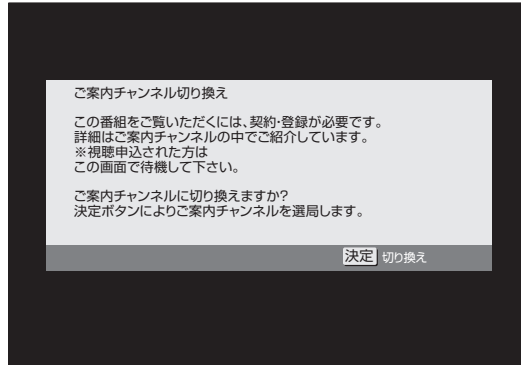 ご案内チャンネル切り換え
この番組をご覧いただくには、契約・登録が必要です。
詳細はご案内チャンネルの中でご紹介しています。
※視聴申込された方は
この画面で待機して下さい。
ご案内チャンネルに切り換えますか?
決定ボタンによりご案内チャンネルを選局します。
決定 切り換え